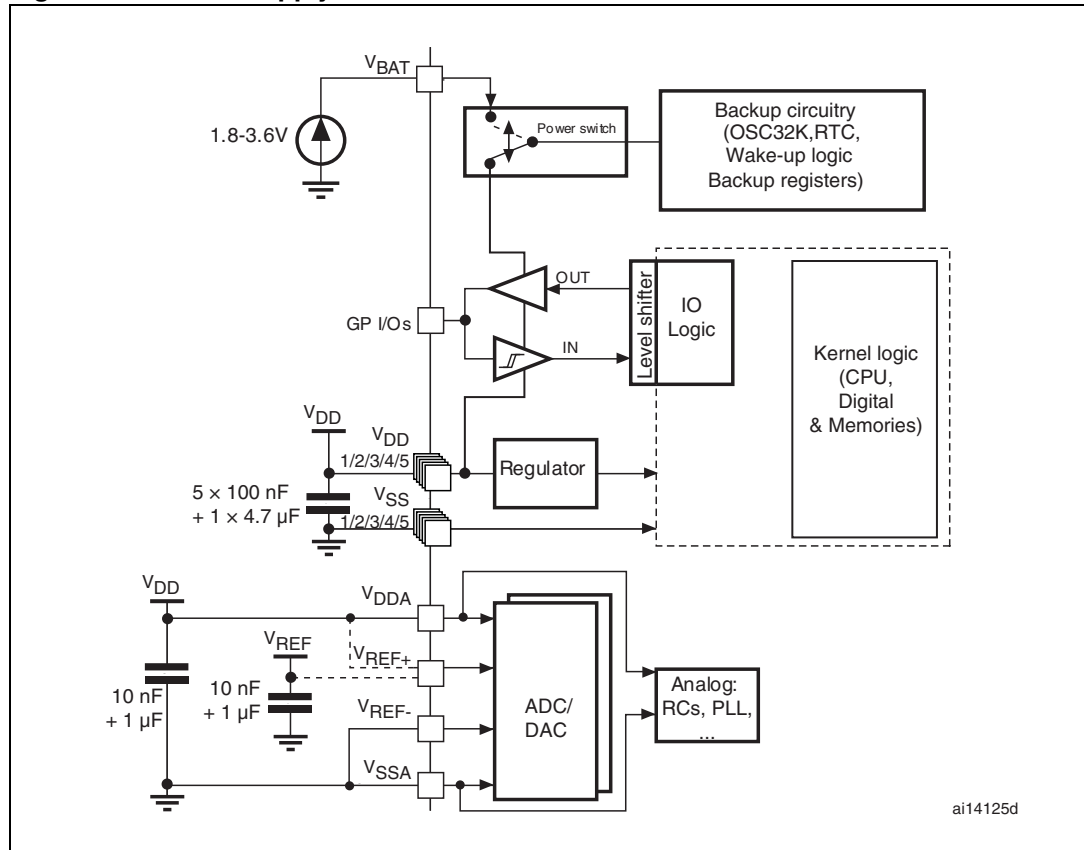 VBAT
1.8-3.6V
Power switch
Backup circuitry
(OSC32K,RTC,
Wake-up logic
Backup registers)
OUT
GP I/Os
IN
Level shifter
IO
Logic
Kernel logic
(CPU,
Digital
& Memories)
VDD
VDD
1/2/3/4/5
Regulator
5 × 100 nF
+ 1 × 4.7 µF
VSS
1/2/3/4/5
VDD
VDDA
VREF
VREF+
10 nF
+ 1 µF
10 nF
+ 1 µF
VREF-
VSSA
ADC/
DAC
Analog:
RCs, PLL,
...
ai14125d